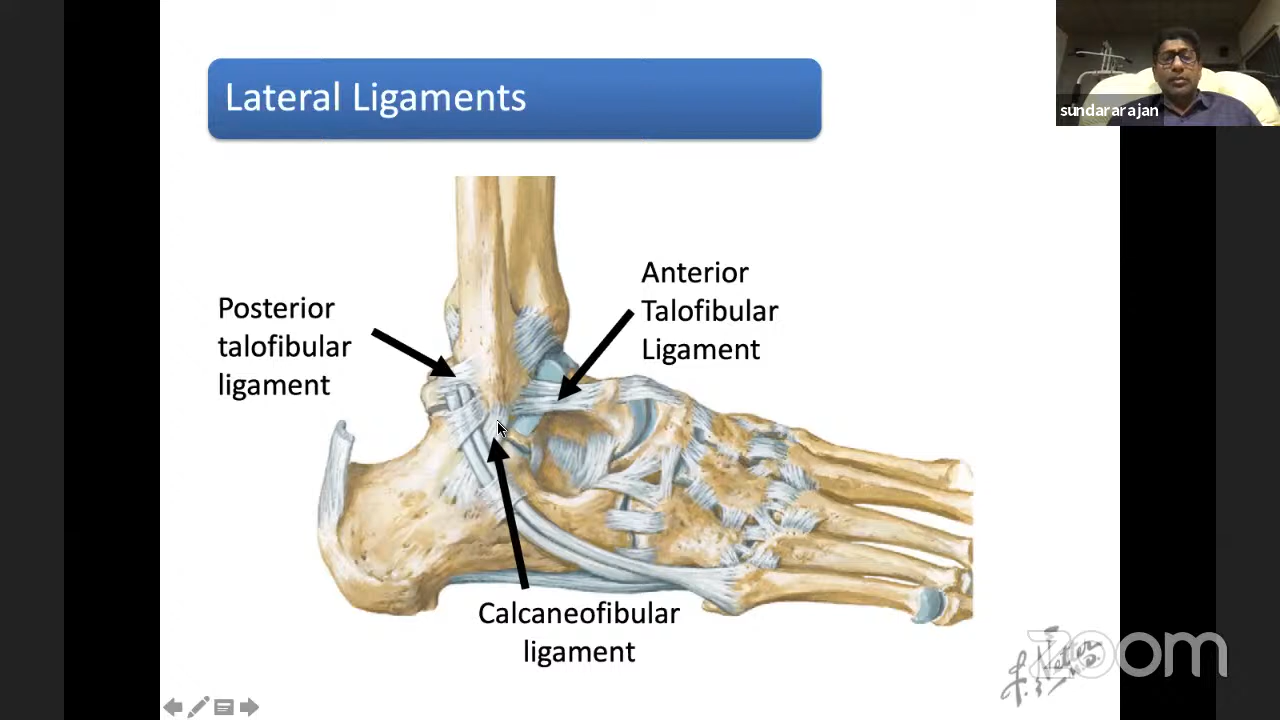 Lateral Ligaments
sundararajan
Anterior
Talofibular
Ligament
Posterior
talofibular
ligament
Calcaneofibular
ligament
zoom